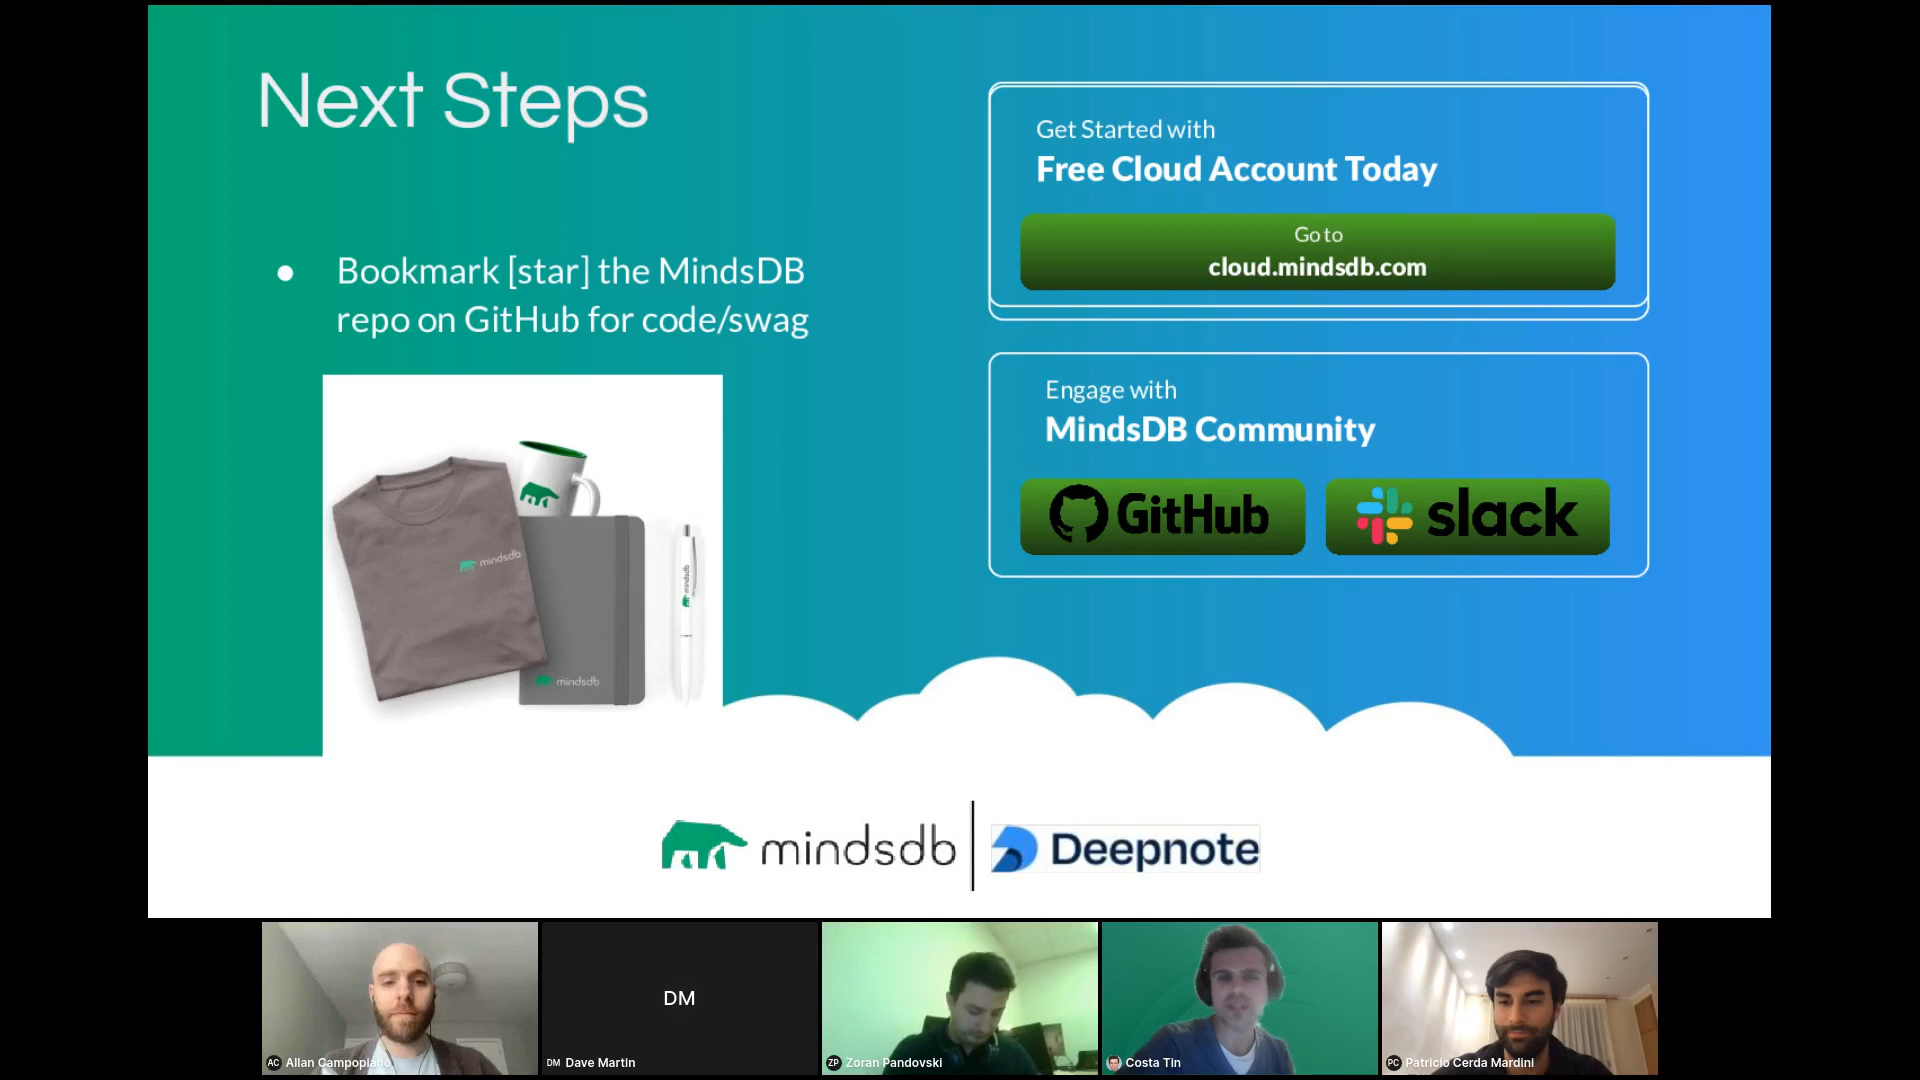 Next Steps
Bookmark [star] the MindsDB
repo on GitHub for code/swag
Get Started with
Free Cloud Account Today
Go to
cloud.mindsdb.com
Engage with
MindsDB Community
GitHub
slack
mindsdb
mindsdb
mindsdb
mindsdb
Deepnote
DM
AC Allan Gampopiano
DM Dave Martin
ZP Zoran Pandovski
Costa Tin
PC Patricio Cerda Mardini